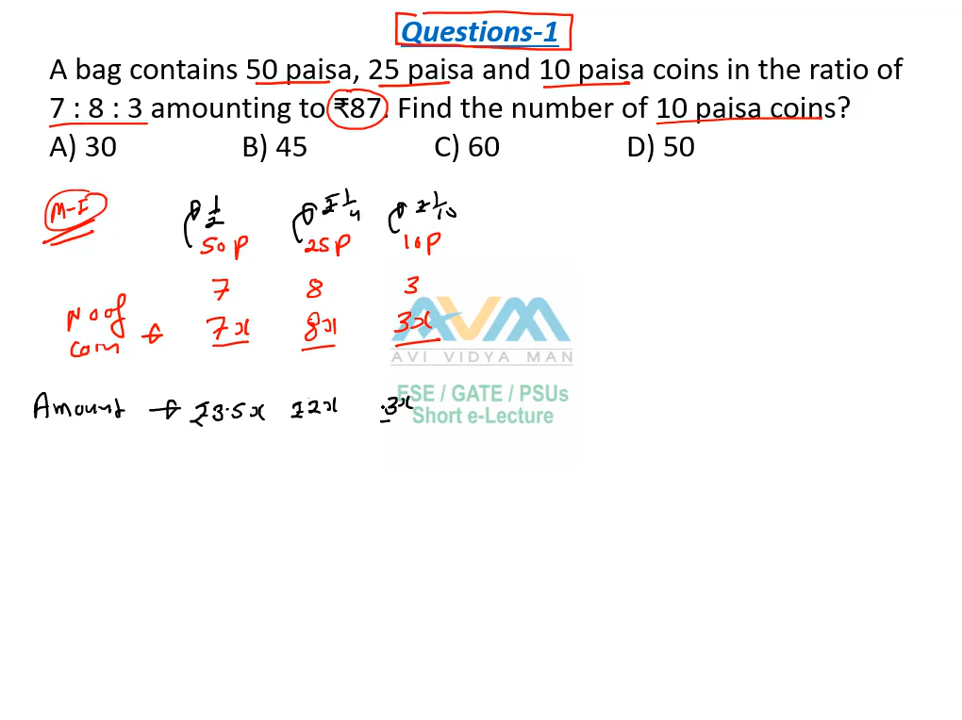 Questions-1
A bag contains 50 paisa, 25 paisa and 10 paisa coins in the ratio of
7 : 8 : 3 amounting to ₹87. Find the number of 10 paisa coins?
A) 30 B) 45 C) 60 D) 50
M-I
₹ 1/2 ₹ 1/4 ₹ 1/10
50 P 25 P 10 P
7 8 3
No of coin → 7x 8x 3x
AVM
AVI VIDYA MAN
Amount → ₹3.5x ₹2x .3x
ESE / GATE / PSUs
Short e-Lecture